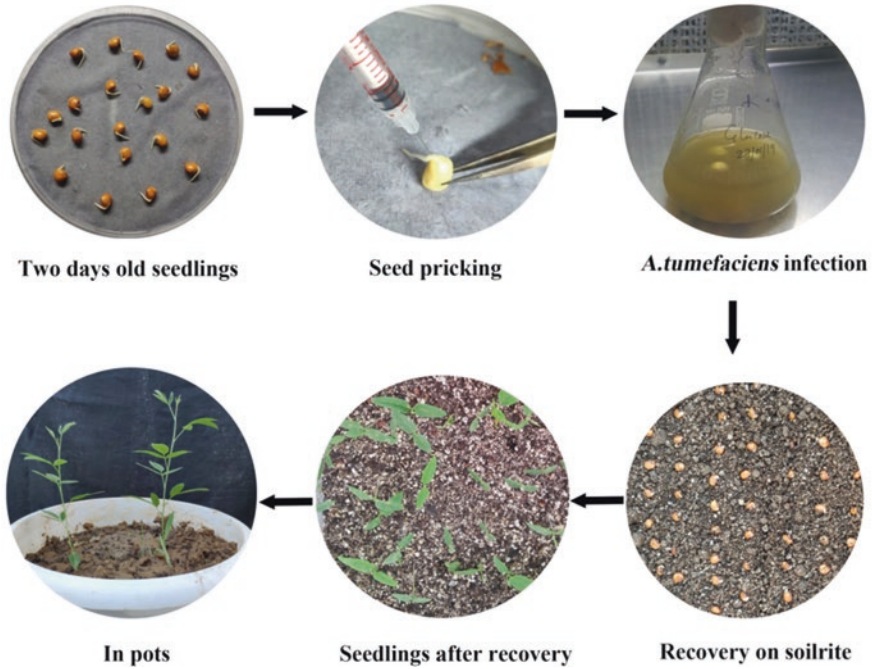 Two days old seedlings
Seed pricking
A.tumefaciens infection
Recovery on soilrite
Seedlings after recovery
In pots